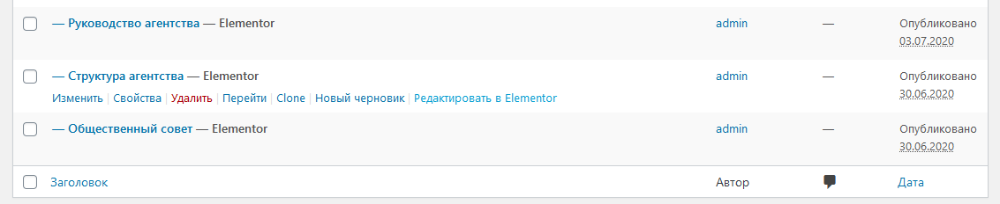 — Руководство агентства — Elementor admin — Опубликовано
03.07.2020
— Структура агентства — Elementor admin — Опубликовано
Изменить | Свойства | Удалить | Перейти | Clone | Новый черновик | Редактировать в Elementor 30.06.2020
— Общественный совет — Elementor admin — Опубликовано
30.06.2020
Заголовок Автор Дата